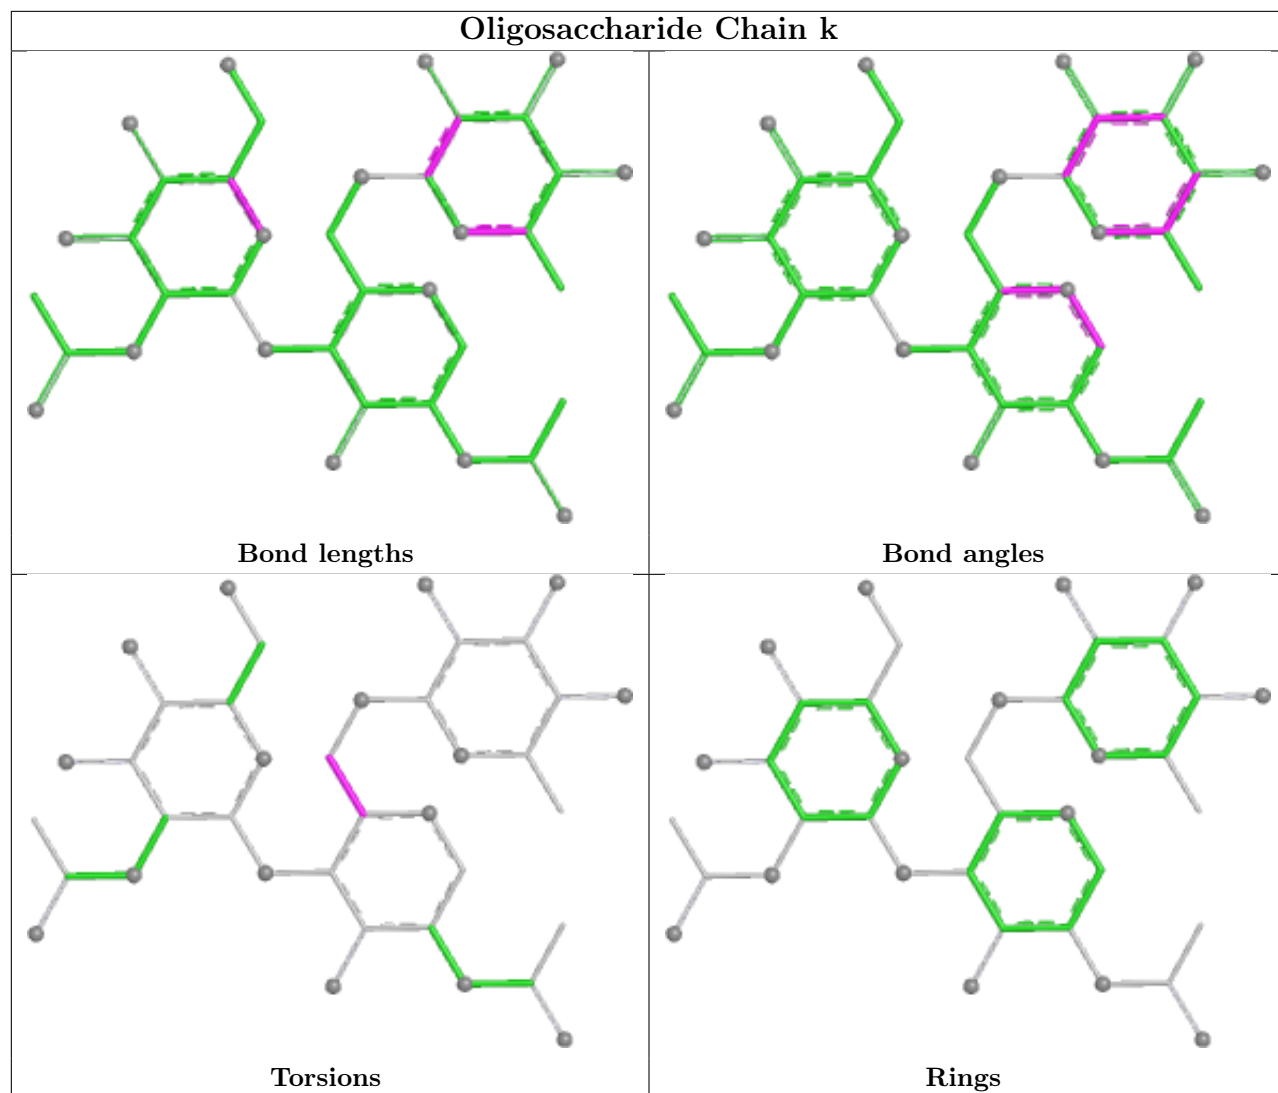 Oligosaccharide Chain k
Bond lengths
Bond angles
Torsions
Rings